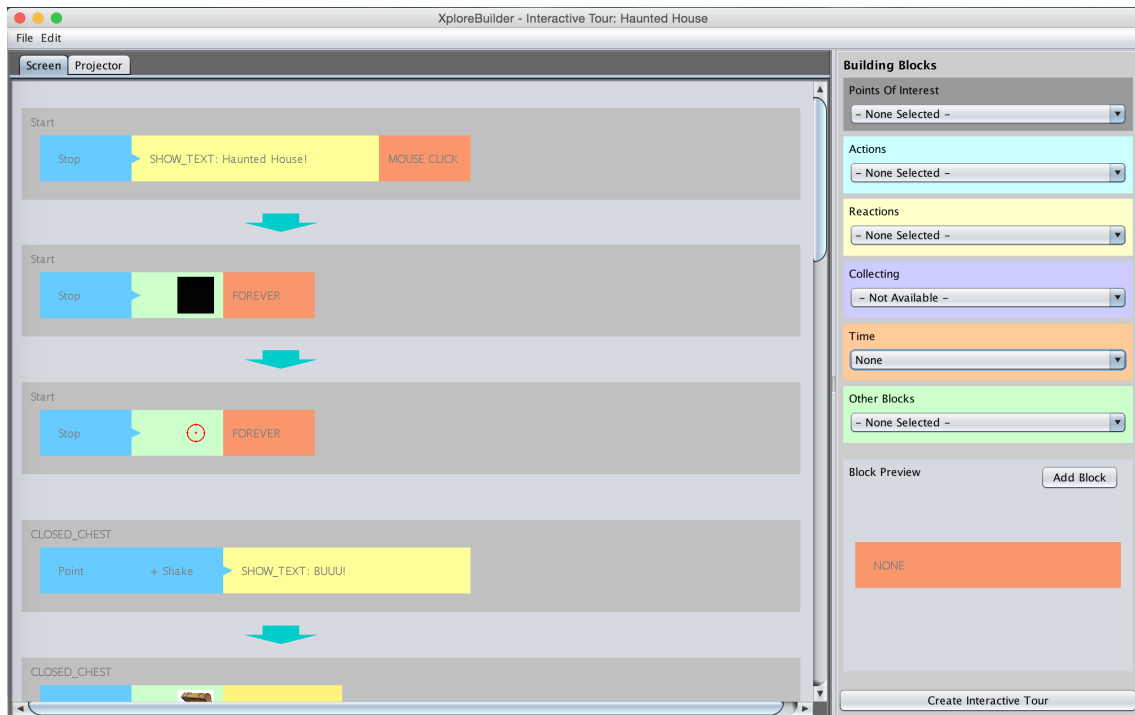 XploreBuilder - Interactive Tour: Haunted House
File Edit
Screen Projector
Start
Stop SHOW_TEXT: Haunted House! MOUSE CLICK
Start
Stop FOREVER
Start
Stop FOREVER
CLOSED_CHEST
Point + Shake SHOW_TEXT: BUUU!
CLOSED_CHEST
Building Blocks
Points Of Interest
- None Selected -
Actions
- None Selected -
Reactions
- None Selected -
Collecting
- Not Available -
Time
None
Other Blocks
- None Selected -
Block Preview
Add Block
NONE
Create Interactive Tour